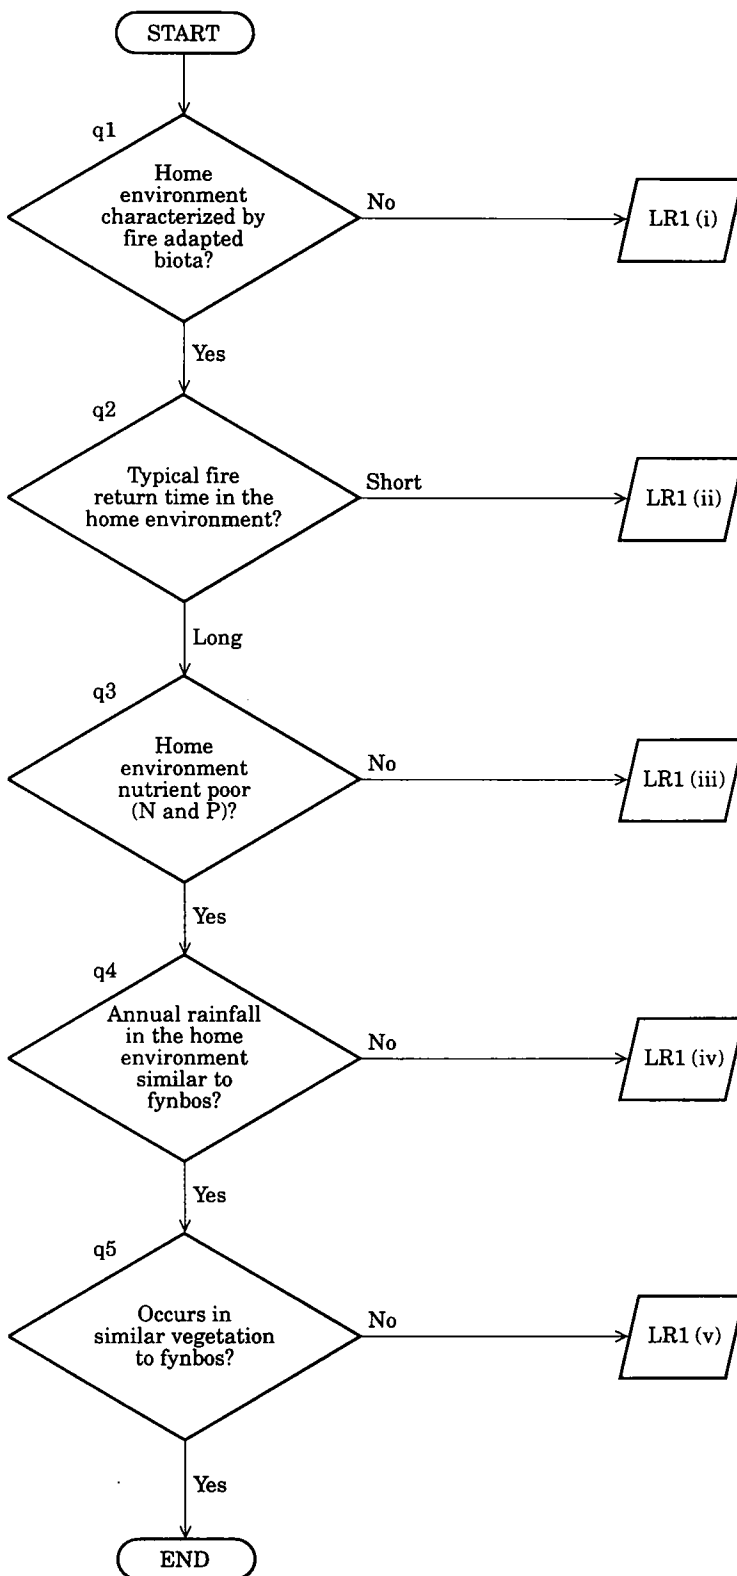 START
q1
Home
environment
characterized by
fire adapted
biota?
No
LR1 (i)
Yes
q2
Typical fire
return time in the
home environment?
Short
LR1 (ii)
Long
q3
Home
environment
nutrient poor
(N and P)?
No
LR1 (iii)
Yes
q4
Annual rainfall
in the home
environment
similar to
fynbos?
No
LR1 (iv)
Yes
q5
Occurs in
similar vegetation
to fynbos?
No
LR1 (v)
Yes
END